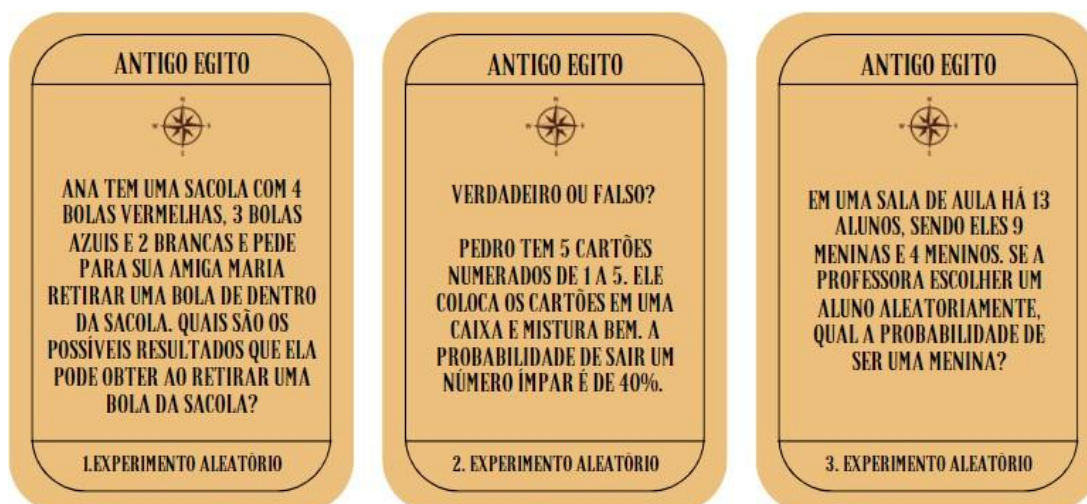 ANTIGO EGITO
ANA TEM UMA SACOLA COM 4
BOLAS VERMELHAS, 3 BOLAS
AZUIS E 2 BRANCAS E PEDE
PARA SUA AMIGA MARIA
RETIRAR UMA BOLA DE DENTRO
DA SACOLA. QUAIS SÃO OS
POSSÍVEIS RESULTADOS QUE ELA
PODE OBTER AO RETIRAR UMA
BOLA DA SACOLA?
1.EXPERIMENTO ALEATÓRIO
ANTIGO EGITO
VERDADEIRO OU FALSO?
PEDRO TEM 5 CARTÕES
NUMERADOS DE 1 A 5. ELE
COLOCA OS CARTÕES EM UMA
CAIXA E MISTURA BEM. A
PROBABILIDADE DE SAIR UM
NÚMERO ÍMPAR É DE 40%.
2. EXPERIMENTO ALEATÓRIO
ANTIGO EGITO
EM UMA SALA DE AULA HÁ 13
ALUNOS, SENDO ELES 9
MENINAS E 4 MENINOS. SE A
PROFESSORA ESCOLHER UM
ALUNO ALEATORIAMENTE,
QUAL A PROBABILIDADE DE
SER UMA MENINA?
3. EXPERIMENTO ALEATÓRIO